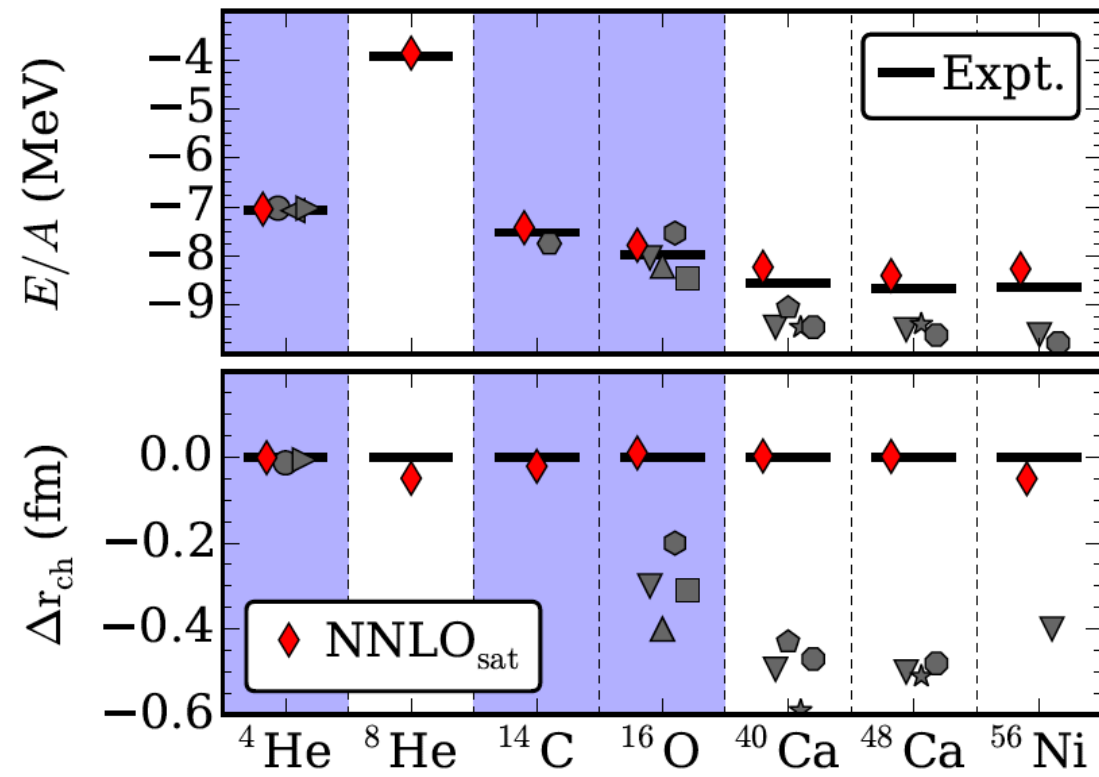 E/A (MeV)
−4
−5
−6
−7
−8
−9
Expt.
Δr_ch (fm)
0.0
−0.2
−0.4
−0.6
NNLO_sat
⁴He ⁸He ¹⁴C ¹⁶O ⁴⁰Ca ⁴⁸Ca ⁵⁶Ni